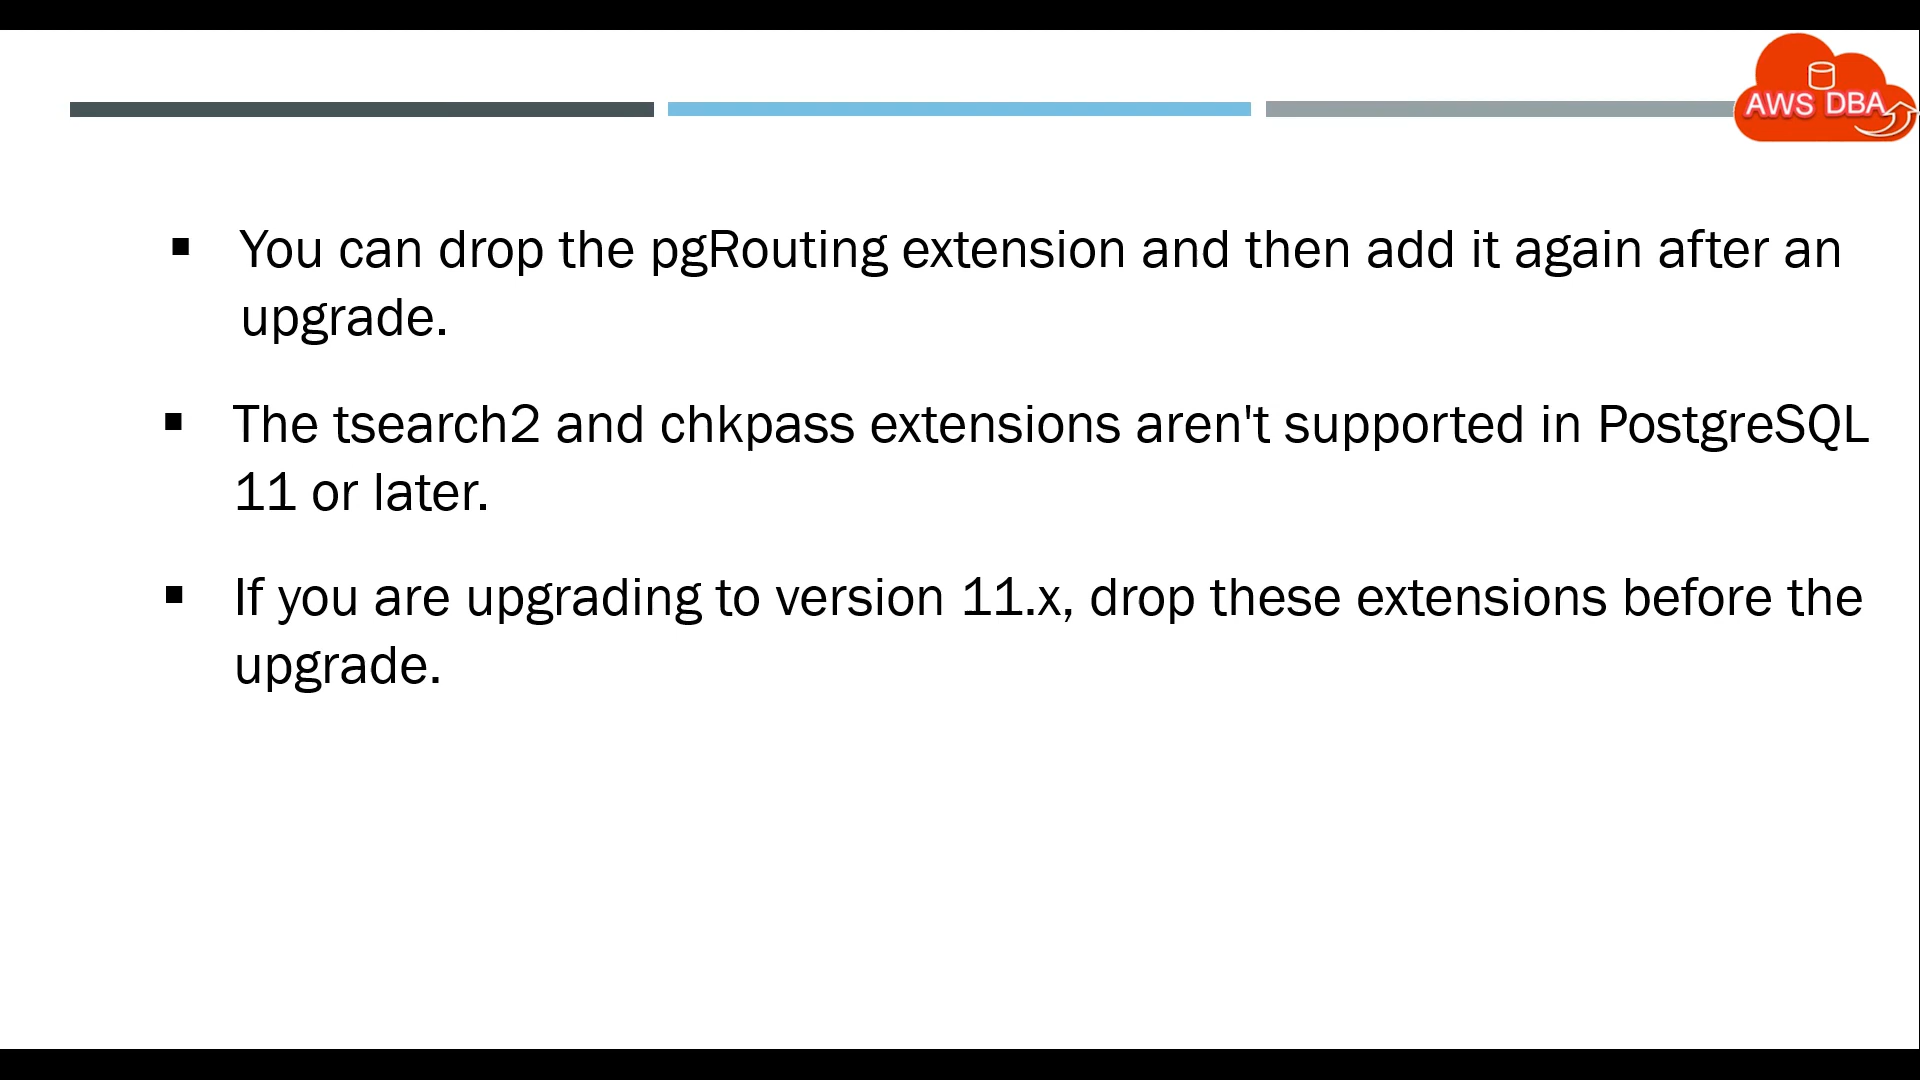 AWS DBA
▪ You can drop the pgRouting extension and then add it again after an
upgrade.
▪ The tsearch2 and chkpass extensions aren't supported in PostgreSQL
11 or later.
▪ If you are upgrading to version 11.x, drop these extensions before the
upgrade.